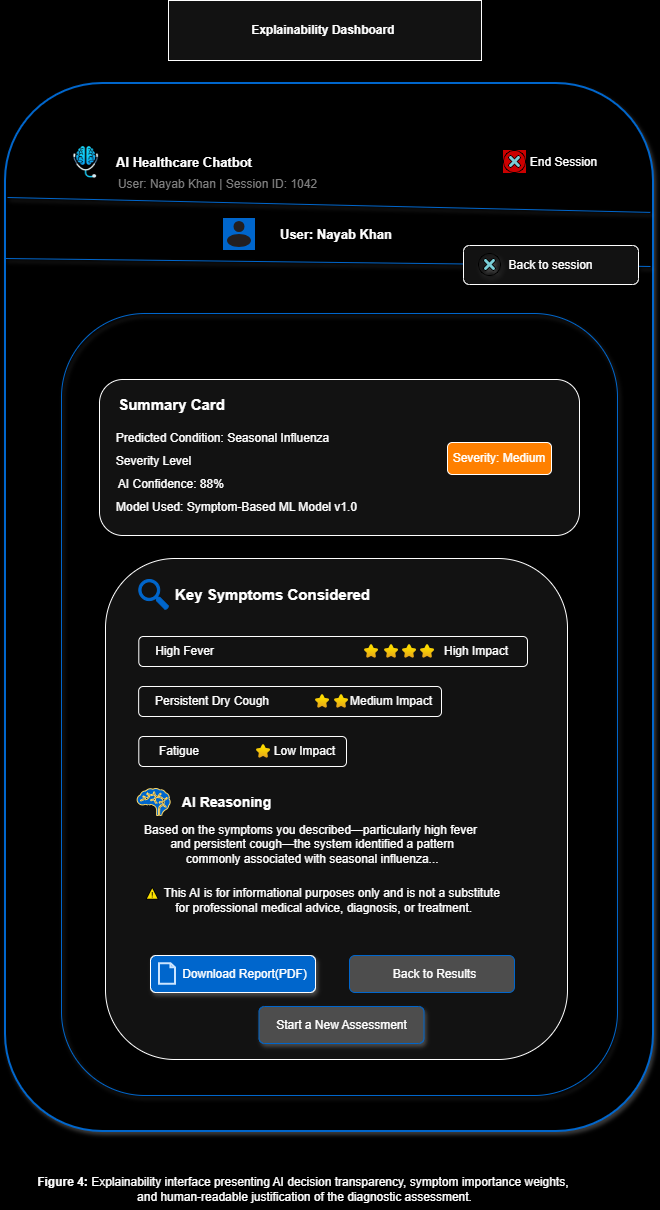 Explainability Dashboard
AI Healthcare Chatbot
End Session
User: Nayab Khan | Session ID: 1042
User: Nayab Khan
Back to session
Summary Card
Predicted Condition: Seasonal Influenza
Severity Level
Severity: Medium
AI Confidence: 88%
Model Used: Symptom-Based ML Model v1.0
Key Symptoms Considered
High Fever High Impact
Persistent Dry Cough Medium Impact
Fatigue Low Impact
AI Reasoning
Based on the symptoms you described—particularly high fever
and persistent cough—the system identified a pattern
commonly associated with seasonal influenza...
This AI is for informational purposes only and is not a substitute
for professional medical advice, diagnosis, or treatment.
Download Report(PDF)
Back to Results
Start a New Assessment
Figure 4: Explainability interface presenting AI decision transparency, symptom importance weights,
and human-readable justification of the diagnostic assessment.